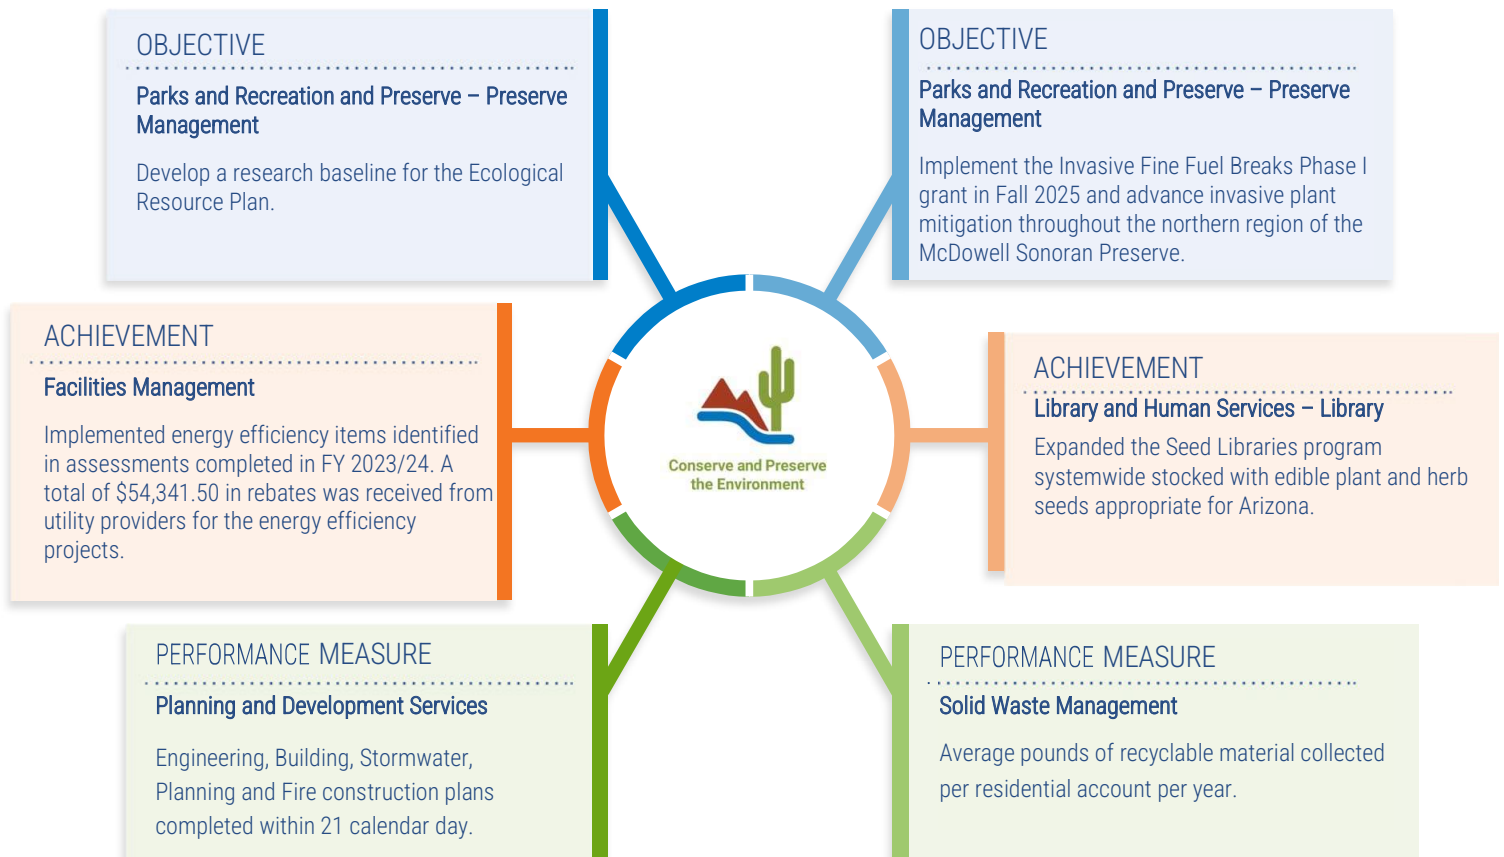 OBJECTIVE
Parks and Recreation and Preserve – Preserve
Management
Develop a research baseline for the Ecological
Resource Plan.
OBJECTIVE
Parks and Recreation and Preserve – Preserve
Management
Implement the Invasive Fine Fuel Breaks Phase I
grant in Fall 2025 and advance invasive plant
mitigation throughout the northern region of the
McDowell Sonoran Preserve.
ACHIEVEMENT
Facilities Management
Implemented energy efficiency items identified
in assessments completed in FY 2023/24. A
total of $54,341.50 in rebates was received from
utility providers for the energy efficiency
projects.
Conserve and Preserve
the Environment
ACHIEVEMENT
Library and Human Services – Library
Expanded the Seed Libraries program
systemwide stocked with edible plant and herb
seeds appropriate for Arizona.
PERFORMANCE MEASURE
Planning and Development Services
Engineering, Building, Stormwater,
Planning and Fire construction plans
completed within 21 calendar day.
PERFORMANCE MEASURE
Solid Waste Management
Average pounds of recyclable material collected
per residential account per year.